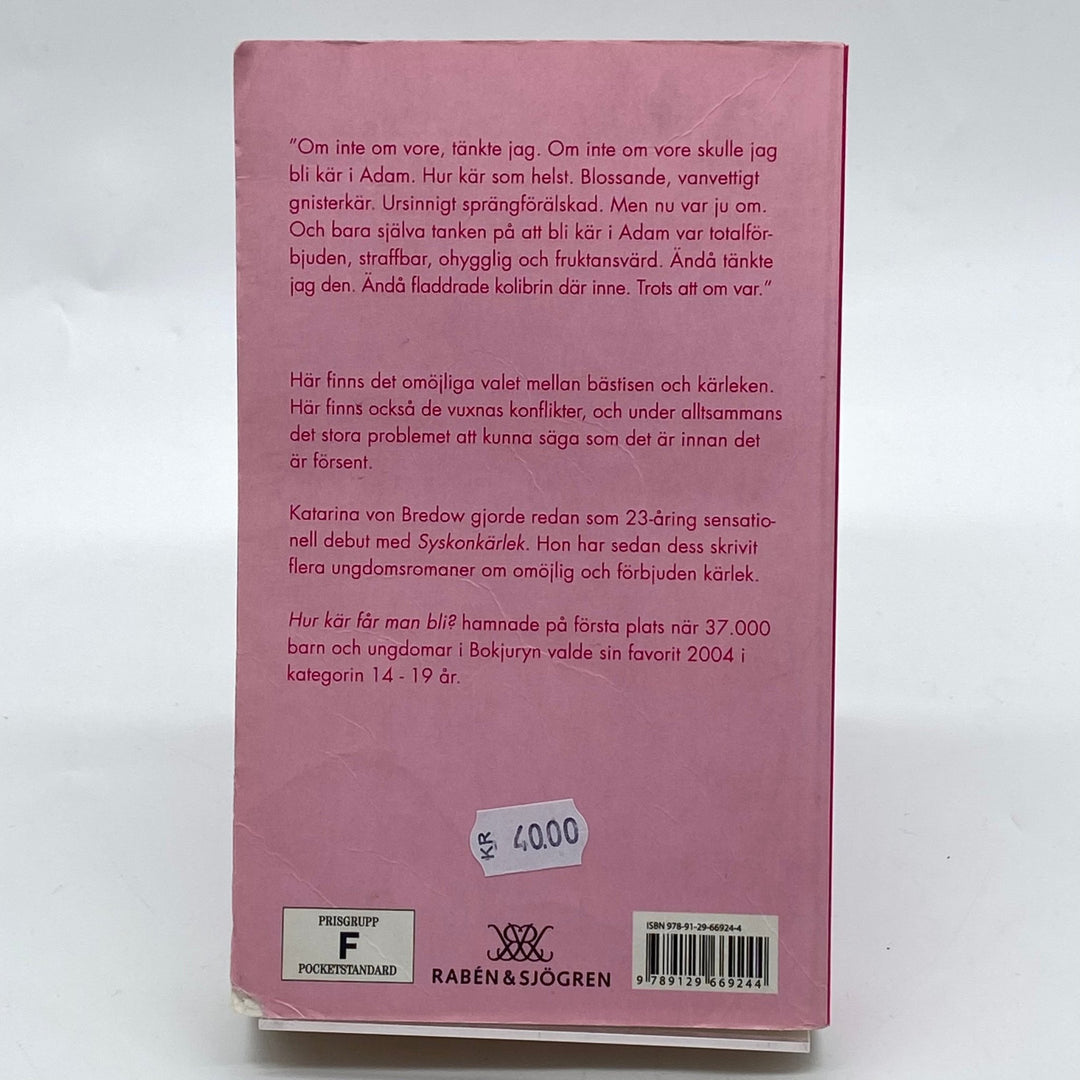 ”Om inte om vore, tänkte jag. Om inte om vore skulle jag
bli kär i Adam. Hur kär som helst. Blossande, vanvettigt
gnisterkär. Ursinnigt sprängförälskad. Men nu var ju om.
Och bara själva tanken på att bli kär i Adam var totalför-
bjuden, straffbar, ohygglig och fruktansvärd. Ändå tänkte
jag den. Ändå fladdrade kolibrin där inne. Trots att om var.”
Här finns det omöjliga valet mellan bästisen och kärleken.
Här finns också de vuxnas konflikter, och under alltsammans
det stora problemet att kunna säga som det är innan det
är försent.
Katarina von Bredow gjorde redan som 23-åring sensatio-
nell debut med Syskonkärlek. Hon har sedan dess skrivit
flera ungdomsromaner om omöjlig och förbjuden kärlek.
Hur kär får man bli? hamnade på första plats när 37.000
barn och ungdomar i Bokjuryn valde sin favorit 2004 i
kategorin 14 - 19 år.
KR 40.00
PRISGRUPP
F
POCKETSTANDARD
RABÉN & SJÖGREN
ISBN 978-91-29-66924-4
9 789129 669244